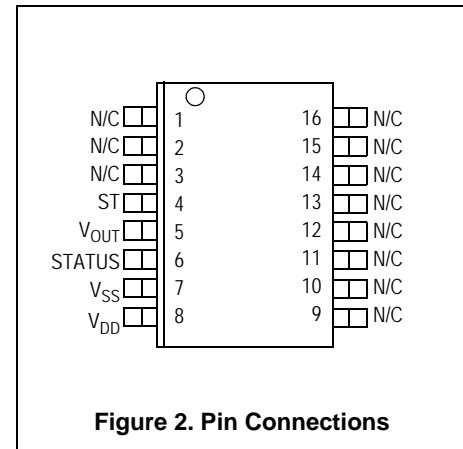 N/C 1 16 N/C
N/C 2 15 N/C
N/C 3 14 N/C
ST 4 13 N/C
VOUT 5 12 N/C
STATUS 6 11 N/C
VSS 7 10 N/C
VDD 8 9 N/C
Figure 2. Pin Connections